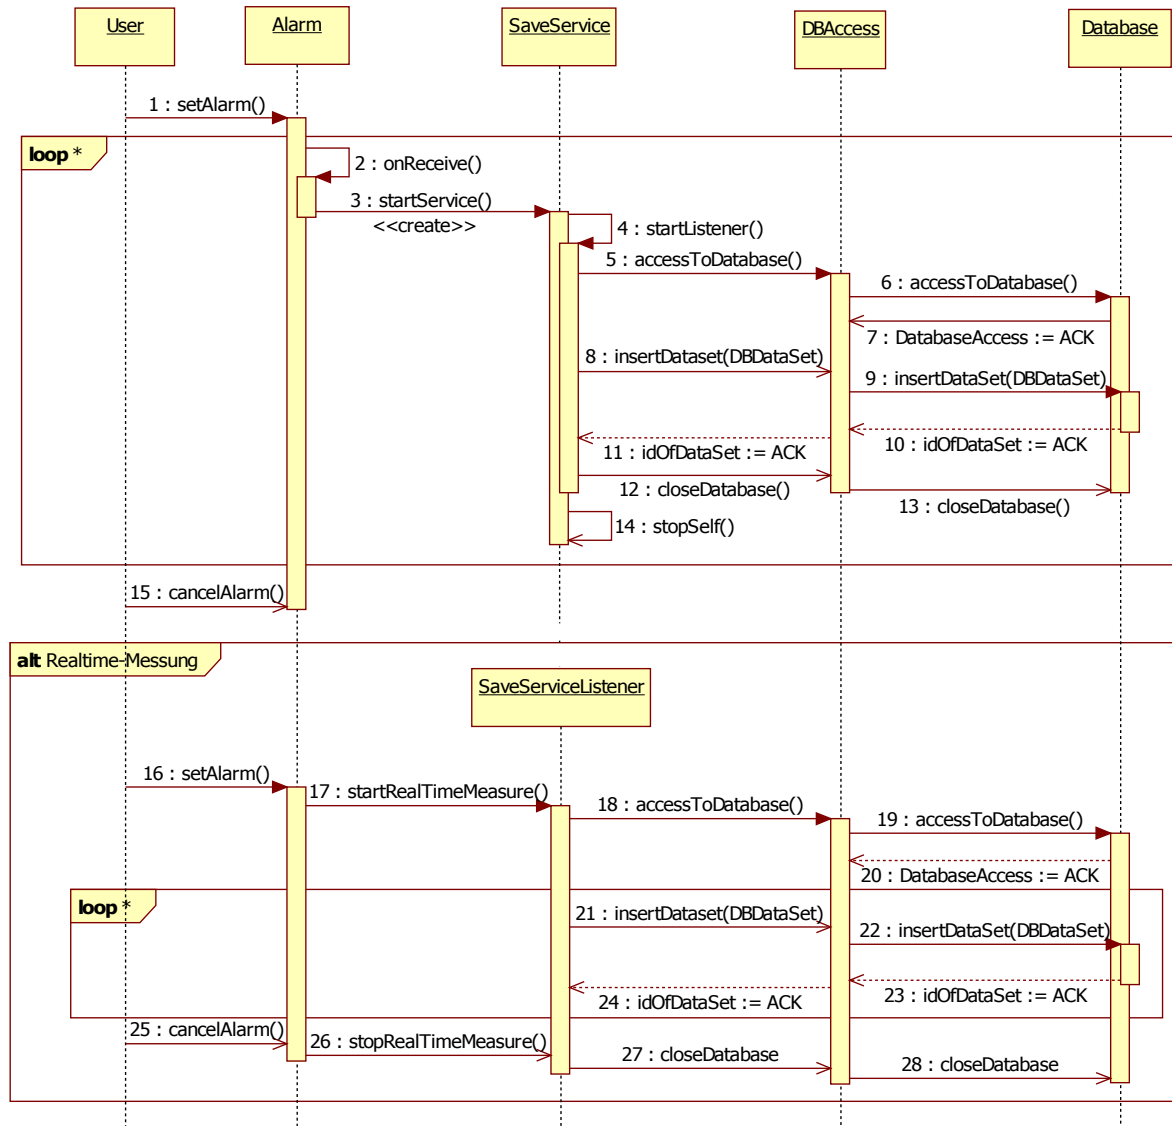 User
Alarm
SaveService
DBAccess
Database
1 : setAlarm()
loop *
2 : onReceive()
3 : startService()
<<create>>
4 : startListener()
5 : accessToDatabase()
6 : accessToDatabase()
7 : DatabaseAccess := ACK
8 : insertDataset(DBDataSet)
9 : insertDataSet(DBDataSet)
10 : idOfDataSet := ACK
11 : idOfDataSet := ACK
12 : closeDatabase()
13 : closeDatabase()
14 : stopSelf()
15 : cancelAlarm()
alt Realtime-Messung
SaveServiceListener
16 : setAlarm()
17 : startRealTimeMeasure()
18 : accessToDatabase()
19 : accessToDatabase()
20 : DatabaseAccess := ACK
loop *
21 : insertDataset(DBDataSet)
22 : insertDataSet(DBDataSet)
23 : idOfDataSet := ACK
24 : idOfDataSet := ACK
25 : cancelAlarm()
26 : stopRealTimeMeasure()
27 : closeDatabase
28 : closeDatabase